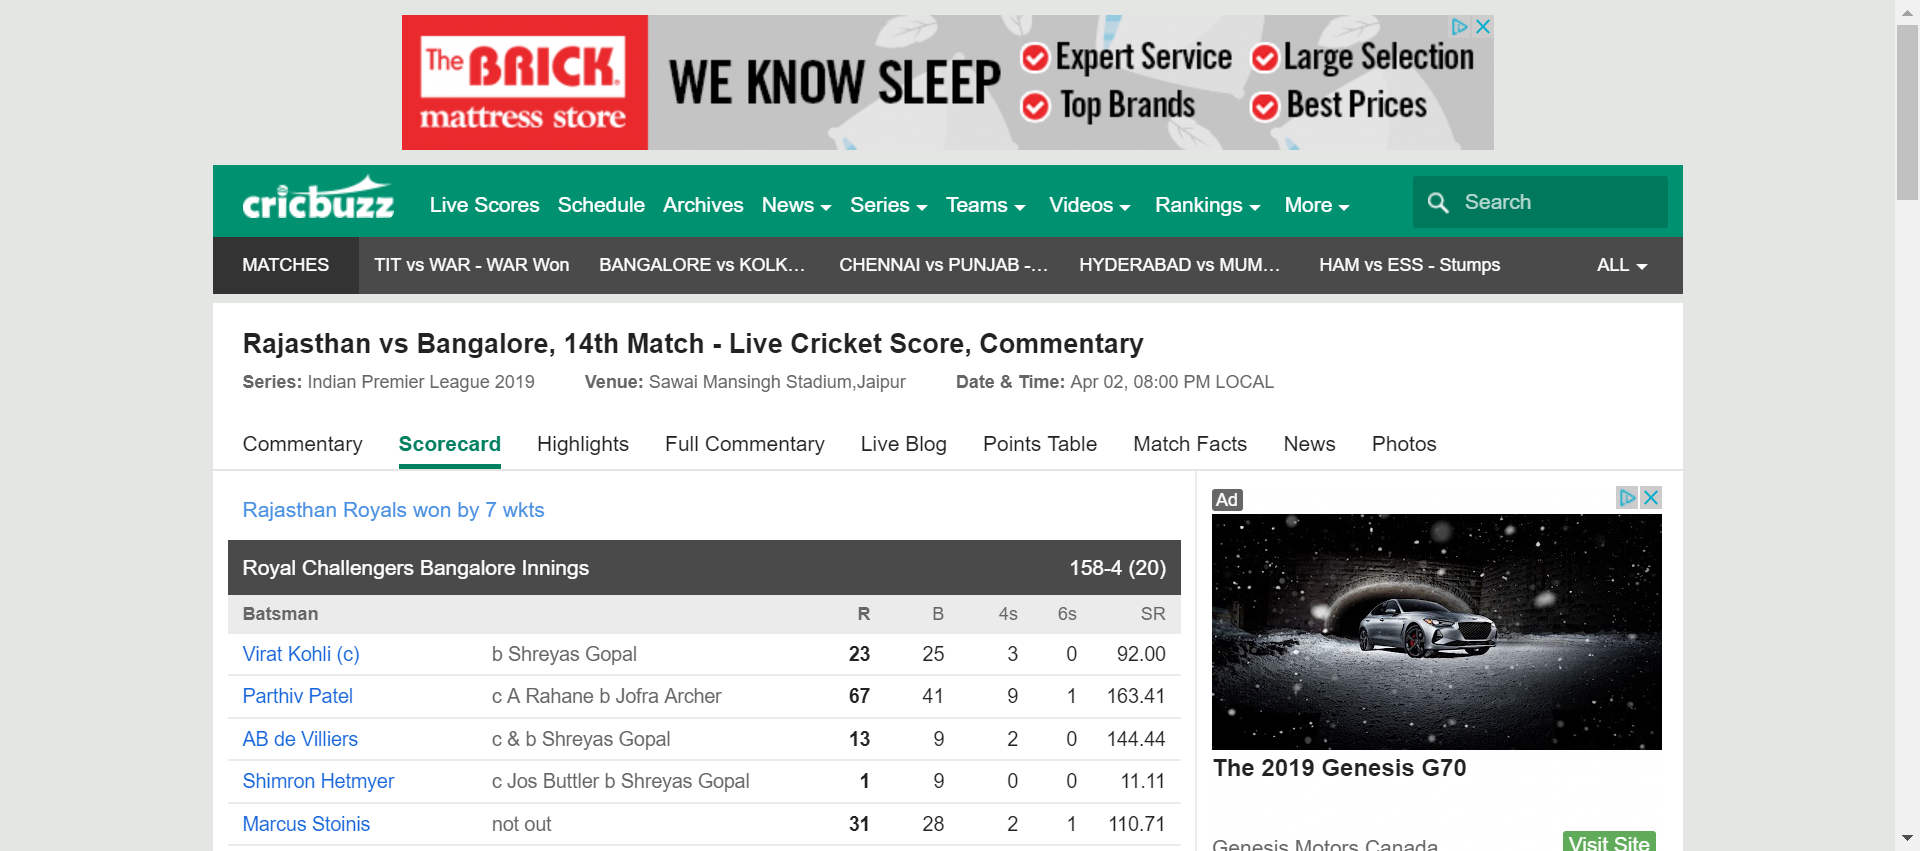 The BRICK. mattress store
WE KNOW SLEEP
Expert Service
Large Selection
Top Brands
Best Prices
cricbuzz
Live Scores Schedule Archives News Series Teams Videos Rankings More Search
MATCHES TIT vs WAR - WAR Won BANGALORE vs KOLK... CHENNAI vs PUNJAB -... HYDERABAD vs MUM... HAM vs ESS - Stumps ALL
Rajasthan vs Bangalore, 14th Match - Live Cricket Score, Commentary
Series: Indian Premier League 2019 Venue: Sawai Mansingh Stadium,Jaipur Date & Time: Apr 02, 08:00 PM LOCAL
Commentary Scorecard Highlights Full Commentary Live Blog Points Table Match Facts News Photos
Rajasthan Royals won by 7 wkts
Royal Challengers Bangalore Innings 158-4 (20)
Batsman R B 4s 6s SR
Virat Kohli (c) b Shreyas Gopal 23 25 3 0 92.00
Parthiv Patel c A Rahane b Jofra Archer 67 41 9 1 163.41
AB de Villiers c & b Shreyas Gopal 13 9 2 0 144.44
Shimron Hetmyer c Jos Buttler b Shreyas Gopal 1 9 0 0 11.11
Marcus Stoinis not out 31 28 2 1 110.71
Ad
The 2019 Genesis G70
Genesis Motors Canada
Visit Site